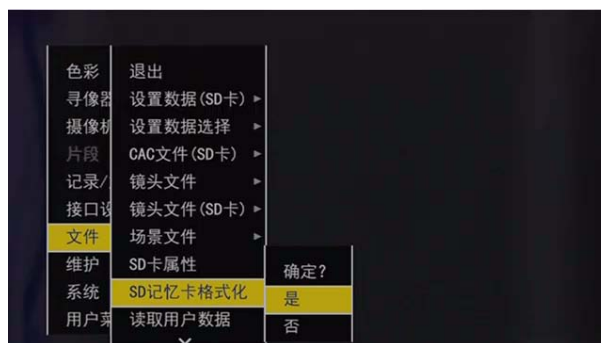 色彩
寻像器
摄像机
片段
记录/
接口设
文件
维护
系统
用户菜
退出
设置数据(SD卡)
设置数据选择
CAC文件(SD卡)
镜头文件
镜头文件(SD卡)
场景文件
SD卡属性
SD记忆卡格式化
读取用户数据
确定?
是
否